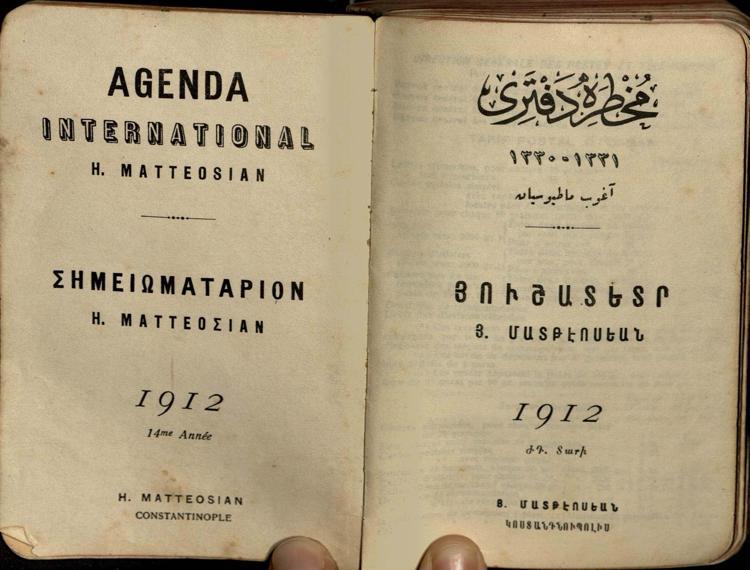 AGENDA
INTERNATIONAL
H. MATTEOSIAN
ΣΗΜΕΙΩΜΑΤΑΡΙΟΝ
Η. ΜΑΤΤΕΟΣΙΑΝ
1912
14me Année
H. MATTEOSIAN
CONSTANTINOPLE
مُخطرە دفتری
١٣٣٠-١٣٣١
آغوب ماطيوسيان
ՅՈՒՇԱՏԵՏՐ
Յ. ՄԱՏԹԷՈՍԵԱՆ
1912
ԺԴ. Տարի
Յ. ՄԱՏԹԷՈՍԵԱՆ
ԿՈՍՏԱՆԴՆՈՒՊՈԼԻՍ